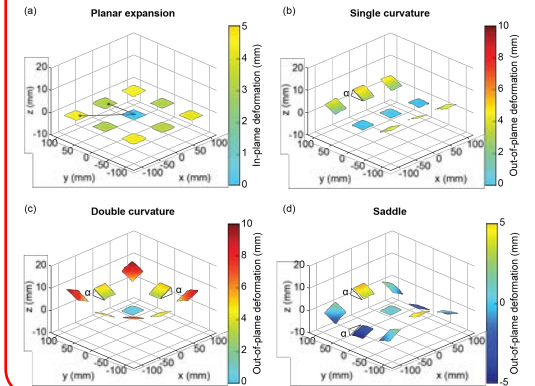 (a)
Planar expansion
5
4
3
2
1
0
In-plame deformation (mm)
20
10
0
-10
z (mm)
100
50
0
-50
-100
y (mm)
100
50
0
-50
-100
x (mm)
(b)
Single curvature
10
8
6
4
2
0
Out-of-plame deformation (mm)
α
20
10
0
-10
z (mm)
100
50
0
-50
-100
y (mm)
100
50
0
-50
-100
x (mm)
(c)
Double curvature
10
8
6
4
2
0
Out-of-plame deformation (mm)
α
α
20
10
0
-10
z (mm)
100
50
0
-50
-100
y (mm)
100
50
0
-50
-100
x (mm)
(d)
Saddle
5
0
-5
Out-of-plame deformation (mm)
α
α
20
10
0
-10
z (mm)
100
50
0
-50
-100
y (mm)
100
50
0
-50
-100
x (mm)